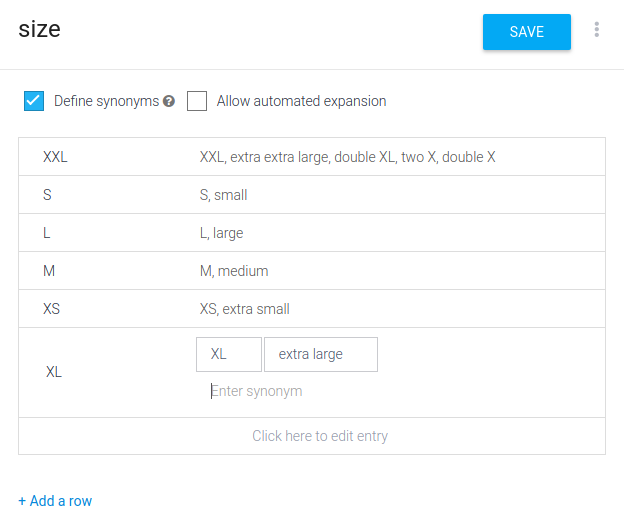 size
SAVE
Define synonyms ? Allow automated expansion
XXL XXL, extra extra large, double XL, two X, double X
S S, small
L L, large
M M, medium
XS XS, extra small
XL XL extra large
Enter synonym
Click here to edit entry
+ Add a row